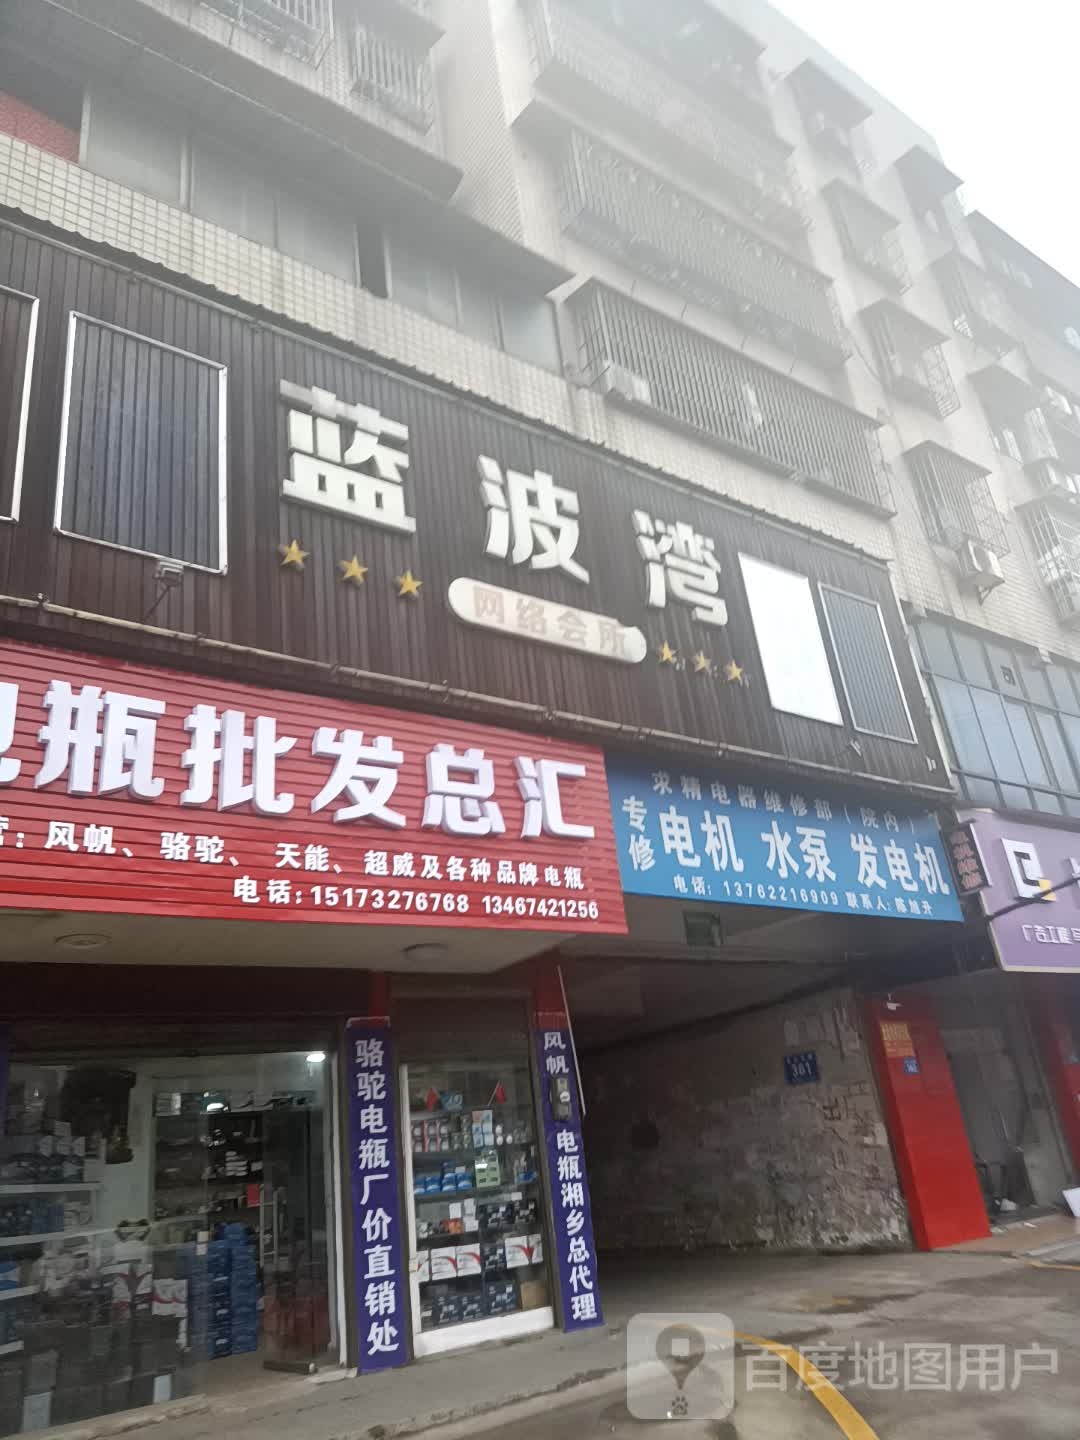 蓝波湾
网络会所
电瓶批发总汇
营：风帆、骆驼、天能、超威及各种品牌电瓶
电话:15173276768 13467421256
求精电器维修部（院内）
专修
电机 水泵 发电机
电话: 13762216909 联系人:陈旭升
骆驼电瓶厂价直销处
风帆
电瓶湘乡总代理
361
百度地图用户